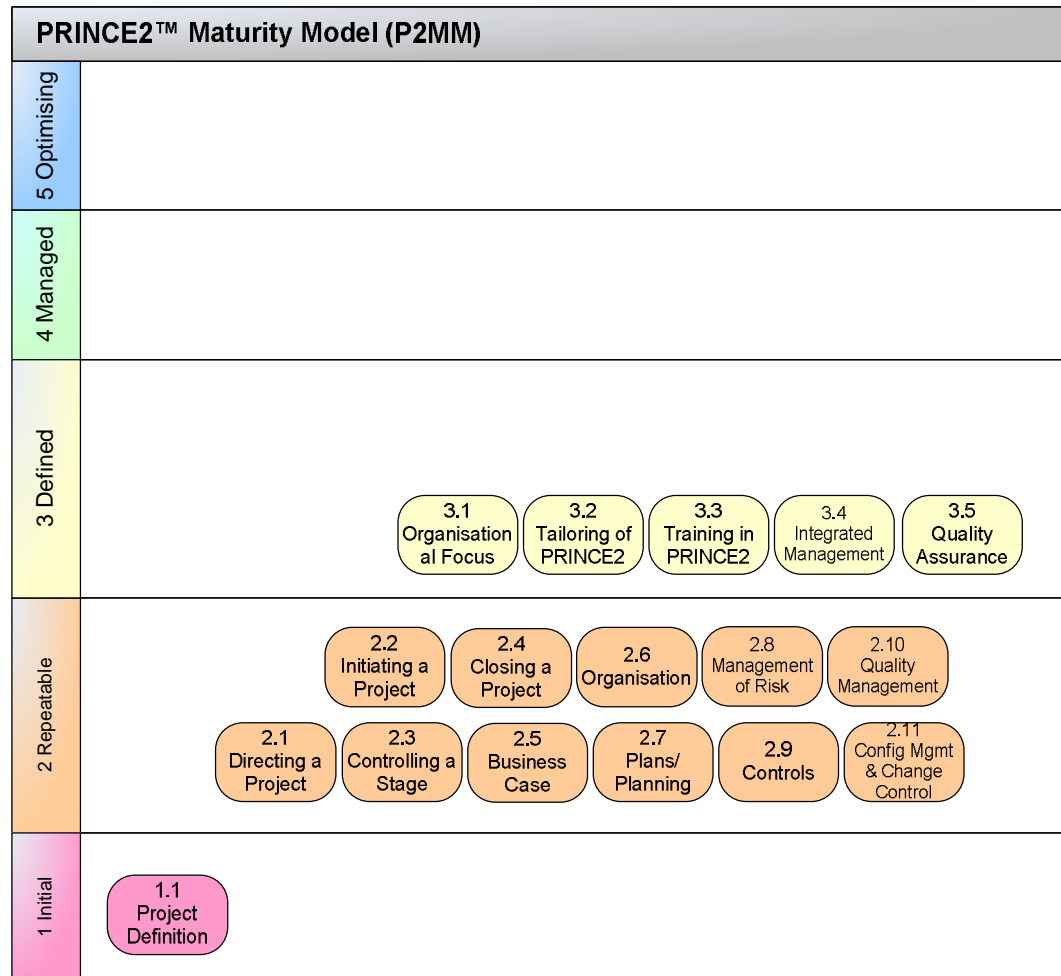 PRINCE2™ Maturity Model (P2MM)
5 Optimising
4 Managed
3 Defined
3.1
Organisation
al Focus
3.2
Tailoring of
PRINCE2
3.3
Training in
PRINCE2
3.4
Integrated
Management
3.5
Quality
Assurance
2 Repeatable
2.2
Initiating a
Project
2.4
Closing a
Project
2.6
Organisation
2.8
Management
of Risk
2.10
Quality
Management
2.1
Directing a
Project
2.3
Controlling a
Stage
2.5
Business
Case
2.7
Plans/
Planning
2.9
Controls
2.11
Config Mgmt
& Change
Control
1 Initial
1.1
Project
Definition